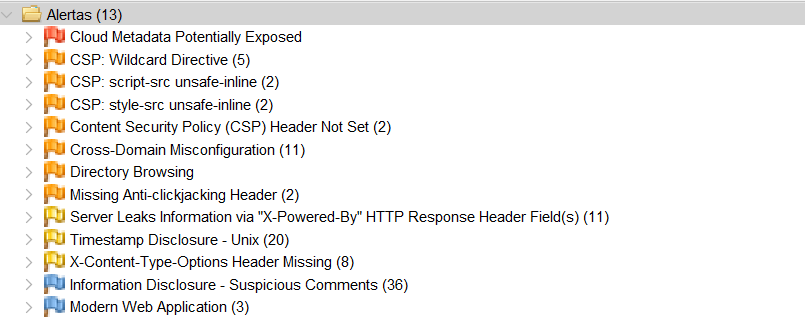 Alertas (13)
Cloud Metadata Potentially Exposed
CSP: Wildcard Directive (5)
CSP: script-src unsafe-inline (2)
CSP: style-src unsafe-inline (2)
Content Security Policy (CSP) Header Not Set (2)
Cross-Domain Misconfiguration (11)
Directory Browsing
Missing Anti-clickjacking Header (2)
Server Leaks Information via "X-Powered-By" HTTP Response Header Field(s) (11)
Timestamp Disclosure - Unix (20)
X-Content-Type-Options Header Missing (8)
Information Disclosure - Suspicious Comments (36)
Modern Web Application (3)